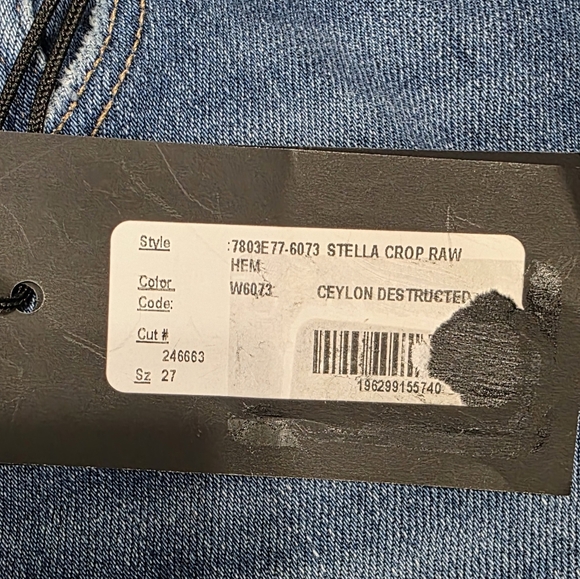 Style :7803E77-6073 STELLA CROP RAW
HEM
Color W6073 CEYLON DESTRUCTED
Code:
Cut #
246663
Sz 27
196299155740